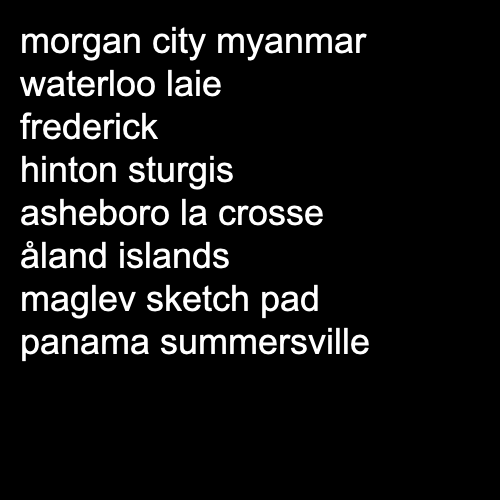 morgan city myanmar
waterloo laie
frederick
hinton sturgis
asheboro la crosse
åland islands
maglev sketch pad
panama summersville